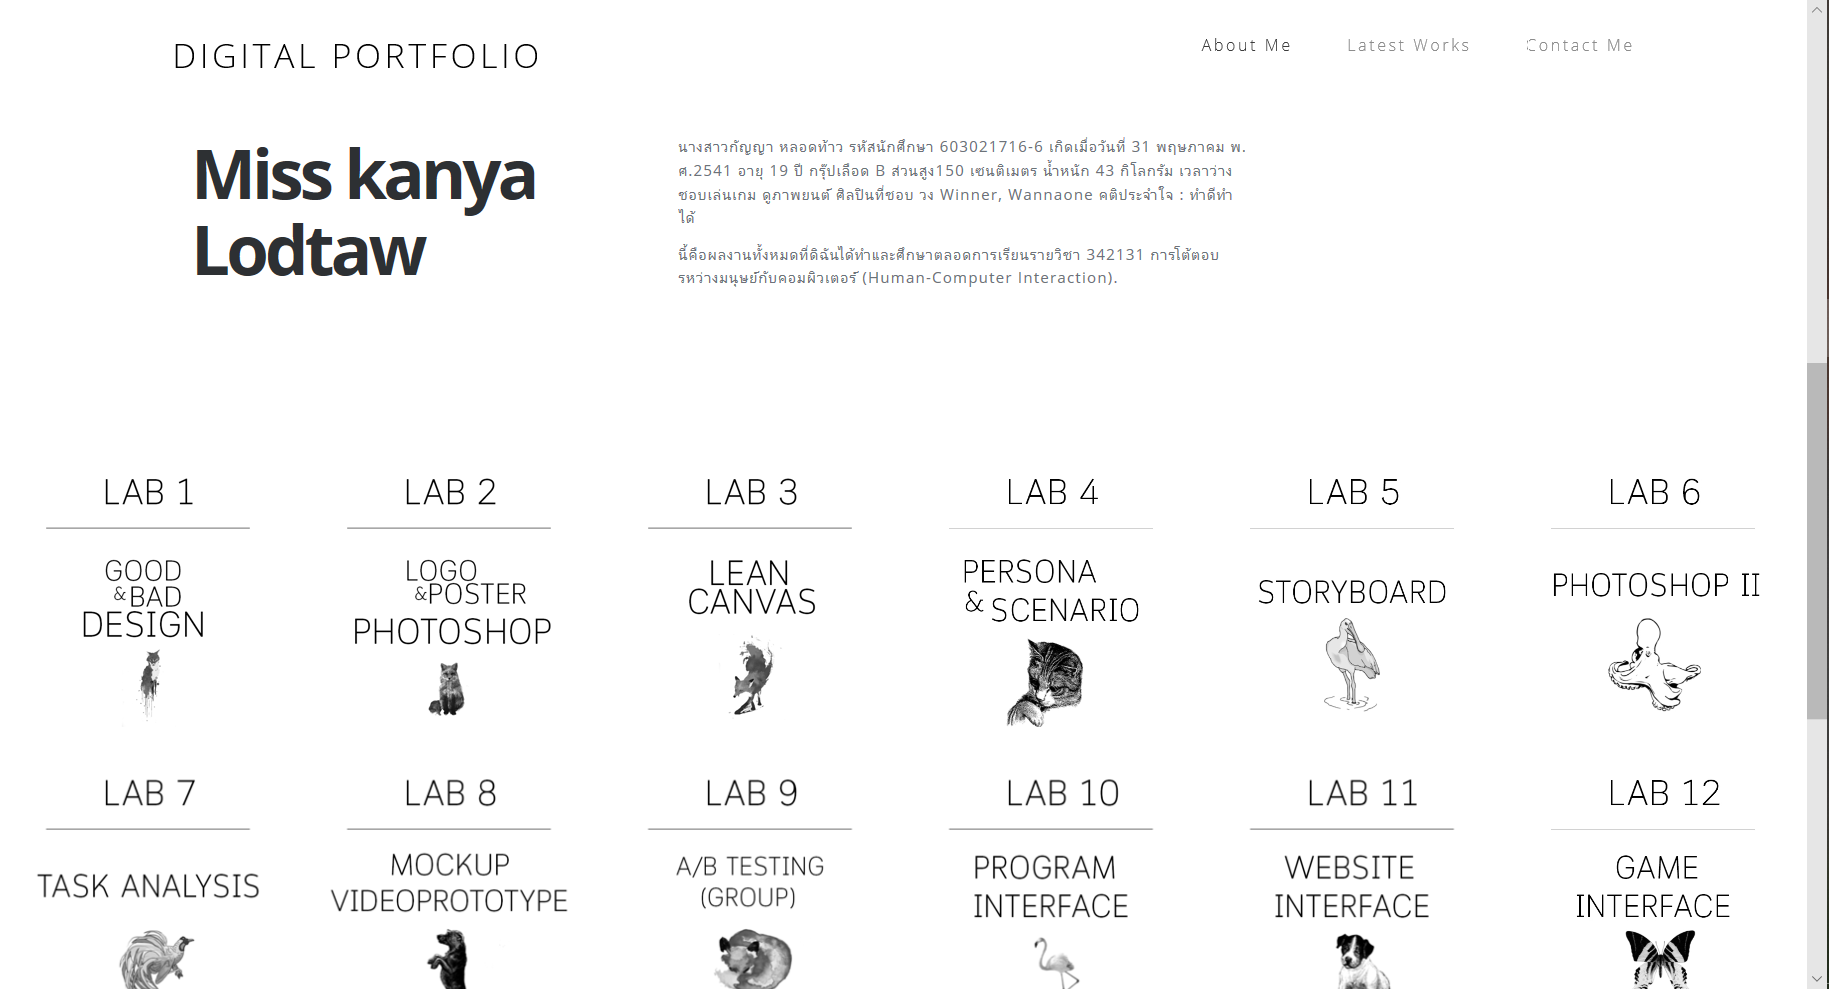 DIGITAL PORTFOLIO
About Me
Latest Works
Contact Me
Miss kanya
Lodtaw
นางสาวกัญญา หลอดท้าว รหัสนักศึกษา 603021716-6 เกิดเมื่อวันที่ 31 พฤษภาคม พ.
ศ.2541 อายุ 19 ปี กรุ๊ปเลือด B ส่วนสูง150 เซนติเมตร น้ำหนัก 43 กิโลกรัม เวลาว่าง
ชอบเล่นเกม ดูภาพยนต์ ศิลปินที่ชอบ วง Winner, Wannaone คติประจำใจ : ทำดีทำ
ได้
นี้คือผลงานทั้งหมดที่ดิฉันได้ทำและศึกษาตลอดการเรียนรายวิชา 342131 การโต้ตอบ
รหว่างมนุษย์กับคอมผิวเตอร์ (Human-Computer Interaction).
LAB 1
GOOD
&BAD
DESIGN
LAB 2
LOGO
&POSTER
PHOTOSHOP
LAB 3
LEAN
CANVAS
LAB 4
PERSONA
& SCENARIO
LAB 5
STORYBOARD
LAB 6
PHOTOSHOP II
LAB 7
TASK ANALYSIS
LAB 8
MOCKUP
VIDEOPROTOTYPE
LAB 9
A/B TESTING
(GROUP)
LAB 10
PROGRAM
INTERFACE
LAB 11
WEBSITE
INTERFACE
LAB 12
GAME
INTERFACE